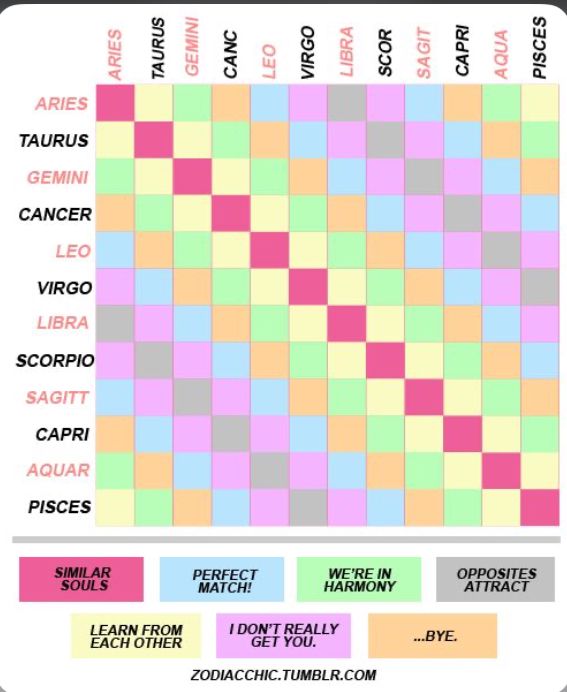 ARIES TAURUS GEMINI CANC LEO VIRGO LIBRA SCOR SAGIT CAPRI AQUA PISCES
ARIES
TAURUS
GEMINI
CANCER
LEO
VIRGO
LIBRA
SCORPIO
SAGITT
CAPRI
AQUAR
PISCES
SIMILAR
SOULS
PERFECT
MATCH!
WE'RE IN
HARMONY
OPPOSITES
ATTRACT
LEARN FROM
EACH OTHER
I DON'T REALLY
GET YOU.
...BYE.
ZODIACCHIC.TUMBLR.COM